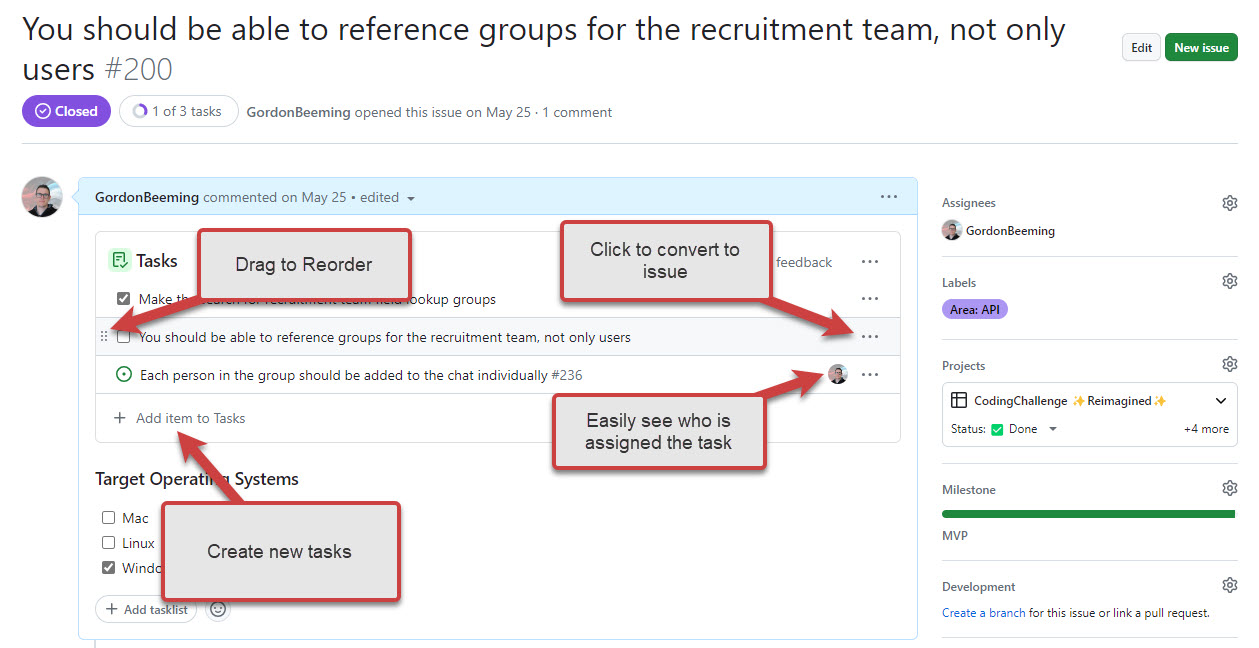 You should be able to reference groups for the recruitment team, not only
users #200
Edit
New issue
Closed
1 of 3 tasks
GordonBeeming opened this issue on May 25 · 1 comment
GordonBeeming commented on May 25 • edited
Tasks
feedback
Drag to Reorder
Click to convert to
issue
Make the search for recruitment team field lookup groups
You should be able to reference groups for the recruitment team, not only users
Each person in the group should be added to the chat individually #236
Add item to Tasks
Easily see who is
assigned the task
Target Operating Systems
Mac
Linux
Create new tasks
Add tasklist
Assignees
GordonBeeming
Labels
Area: API
Projects
CodingChallenge ✨Reimagined✨
Status: ✅ Done
+4 more
Milestone
MVP
Development
Create a branch for this issue or link a pull request.